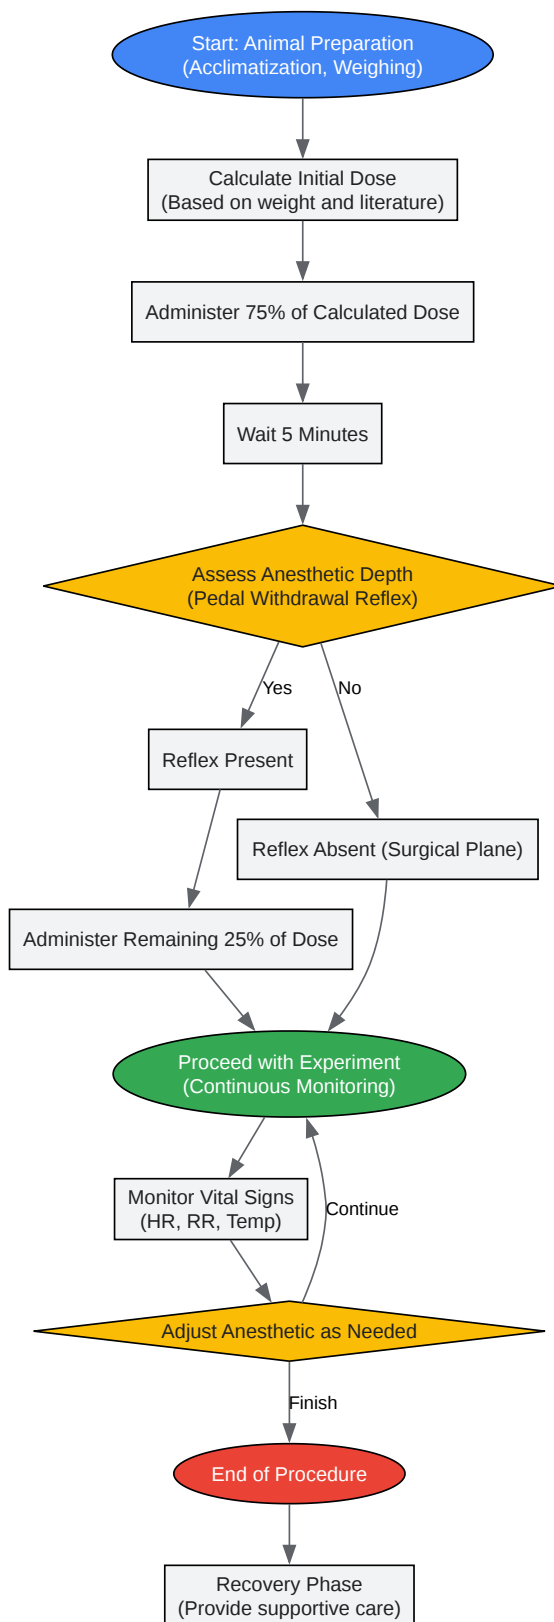 Start: Animal Preparation
(Acclimatization, Weighing)
Calculate Initial Dose
(Based on weight and literature)
Administer 75% of Calculated Dose
Wait 5 Minutes
Assess Anesthetic Depth
(Pedal Withdrawal Reflex)
Yes
No
Reflex Present
Reflex Absent (Surgical Plane)
Administer Remaining 25% of Dose
Proceed with Experiment
(Continuous Monitoring)
Monitor Vital Signs
(HR, RR, Temp)
Continue
Adjust Anesthetic as Needed
Finish
End of Procedure
Recovery Phase
(Provide supportive care)